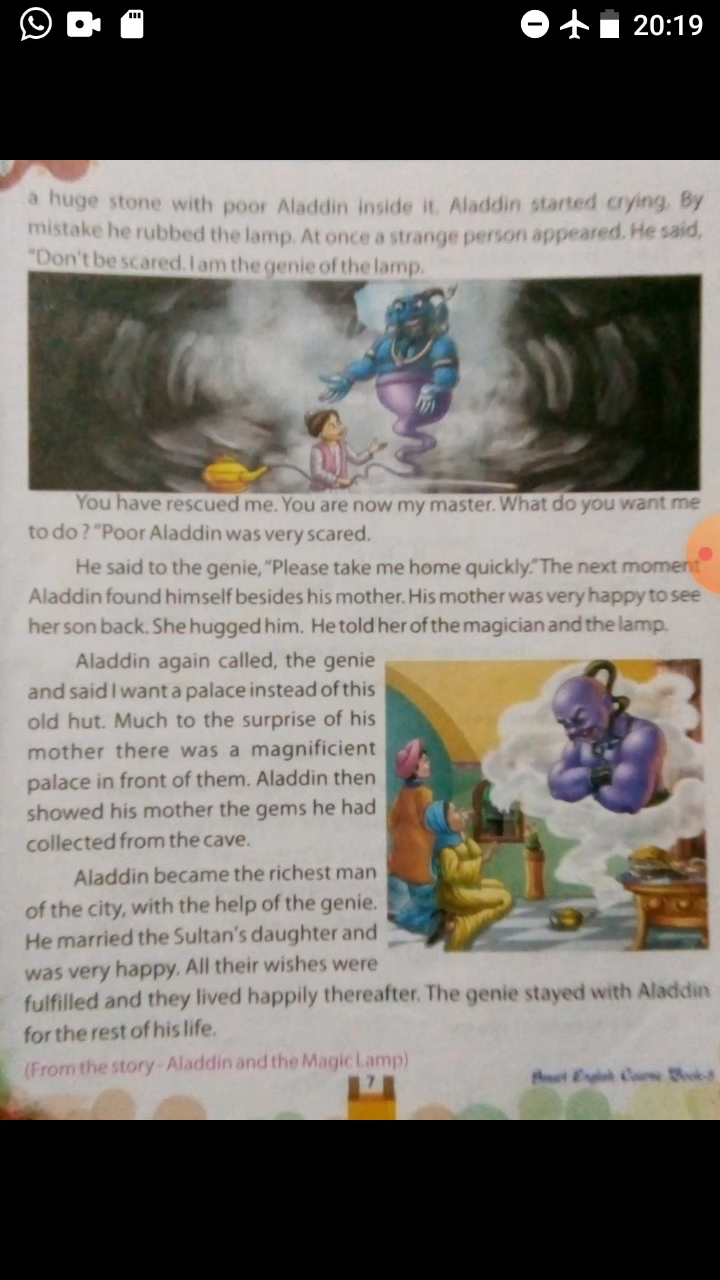 20:19
a huge stone with poor Aladdin inside it. Aladdin started crying. By
mistake he rubbed the lamp. At once a strange person appeared. He said,
"Don't be scared. I am the genie of the lamp.
You have rescued me. You are now my master. What do you want me
to do ? "Poor Aladdin was very scared.
He said to the genie, "Please take me home quickly." The next moment
Aladdin found himself besides his mother. His mother was very happy to see
her son back. She hugged him. He told her of the magician and the lamp.
Aladdin again called, the genie
and said I want a palace instead of this
old hut. Much to the surprise of his
mother there was a magnificient
palace in front of them. Aladdin then
showed his mother the gems he had
collected from the cave.
Aladdin became the richest man
of the city, with the help of the genie.
He married the Sultan's daughter and
was very happy. All their wishes were
fulfilled and they lived happily thereafter. The genie stayed with Aladdin
for the rest of his life.
(From the story - Aladdin and the Magic Lamp)
7
English Course Book